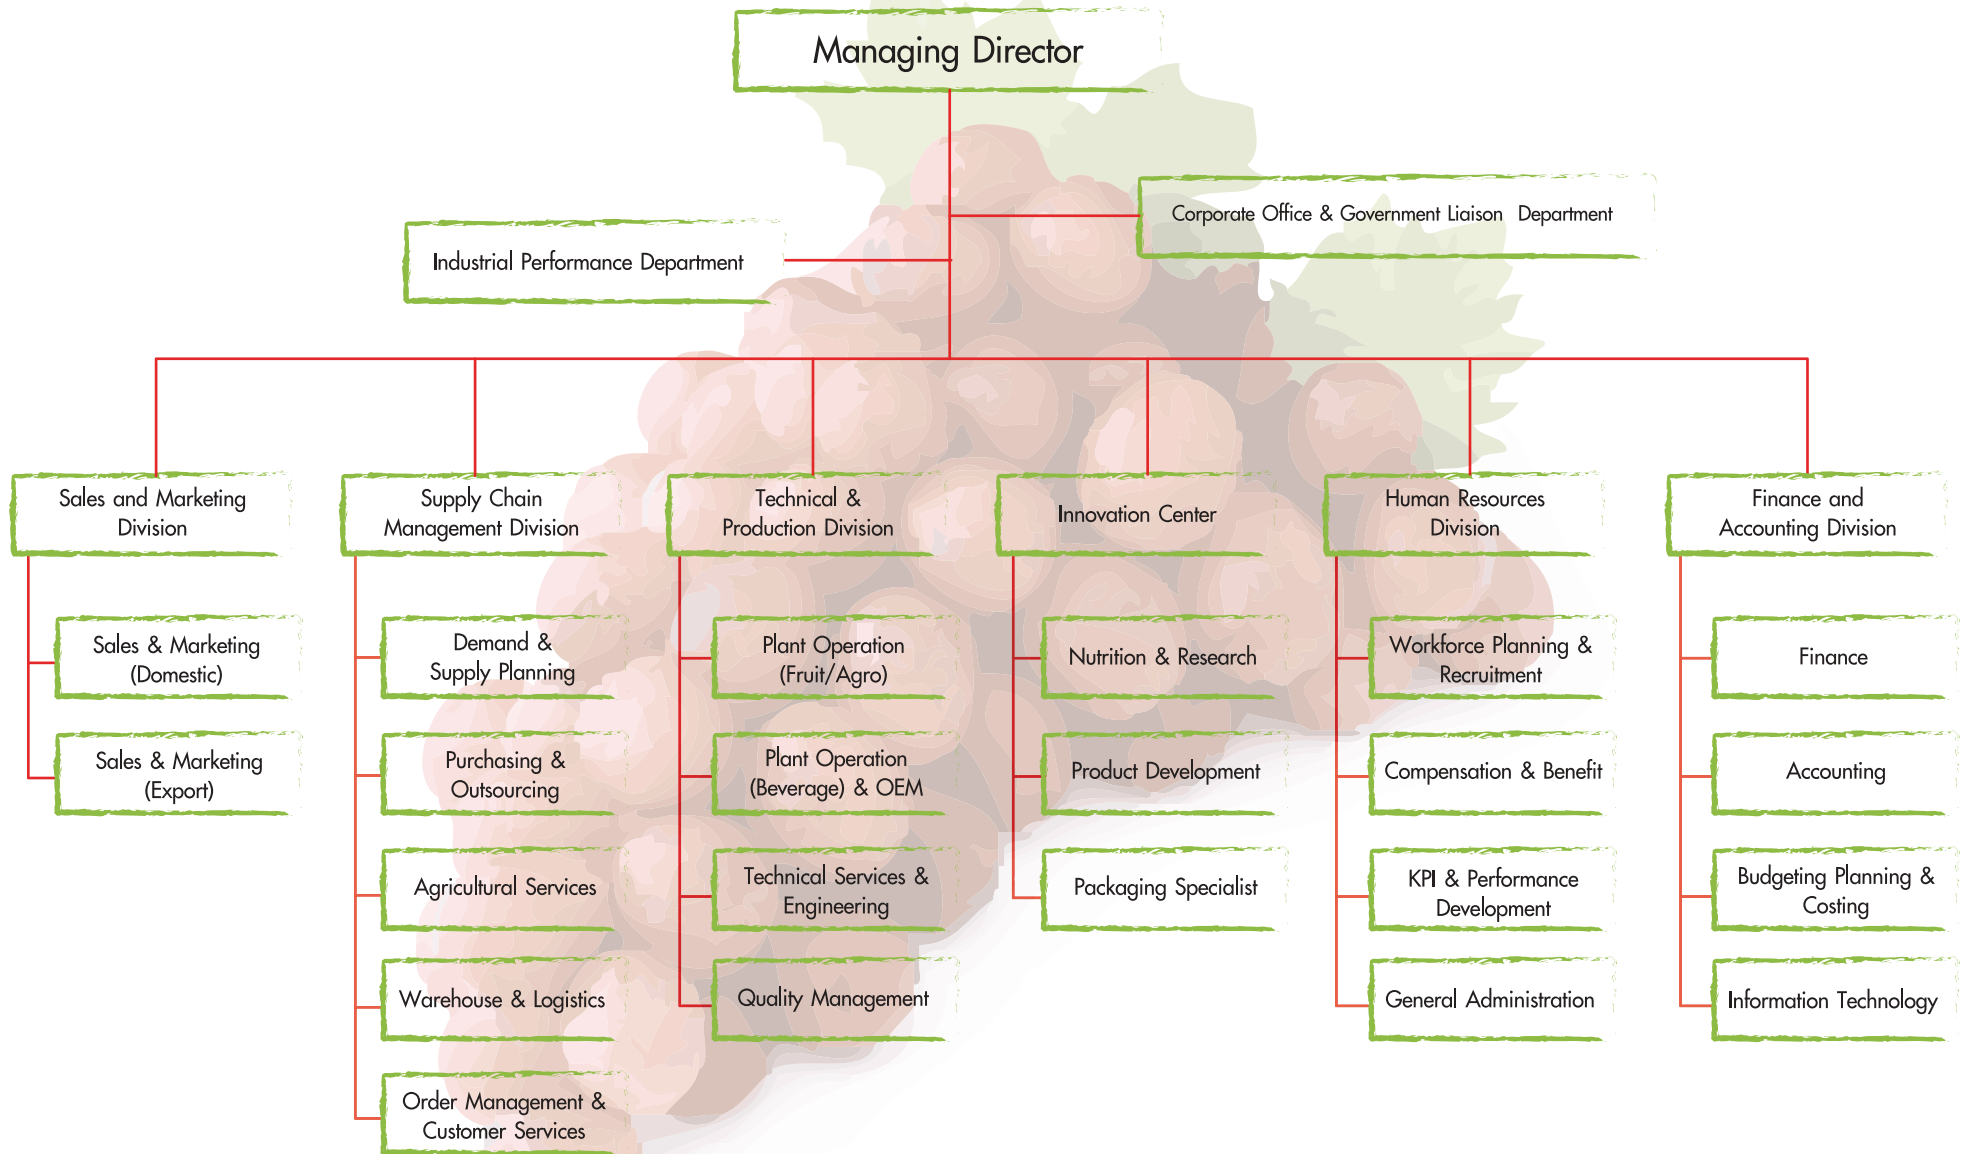 Managing Director
Corporate Office & Government Liaison Department
Industrial Performance Department
Sales and Marketing
Division
Sales & Marketing
(Domestic)
Sales & Marketing
(Export)
Supply Chain
Management Division
Demand &
Supply Planning
Purchasing &
Outsourcing
Agricultural Services
Warehouse & Logistics
Order Management &
Customer Services
Technical &
Production Division
Plant Operation
(Fruit/Agro)
Plant Operation
(Beverage) & OEM
Technical Services &
Engineering
Quality Management
Innovation Center
Nutrition & Research
Product Development
Packaging Specialist
Human Resources
Division
Workforce Planning &
Recruitment
Compensation & Benefit
KPI & Performance
Development
General Administration
Finance and
Accounting Division
Finance
Accounting
Budgeting Planning &
Costing
Information Technology